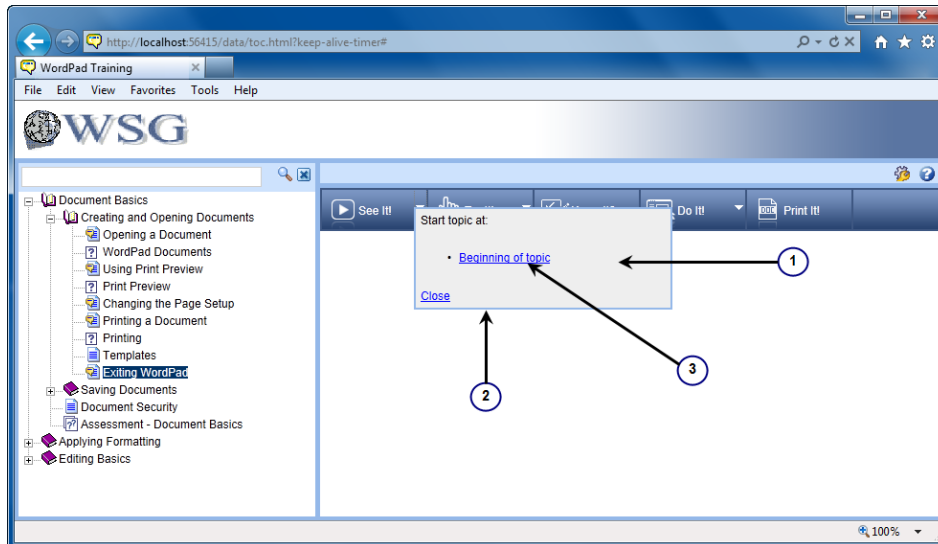 http://localhost:56415/data/toc.html?keep-alive-timer#
WordPad Training
File Edit View Favorites Tools Help
WSG
Document Basics
Creating and Opening Documents
Opening a Document
WordPad Documents
Using Print Preview
Print Preview
Changing the Page Setup
Printing a Document
Printing
Templates
Exiting WordPad
Saving Documents
Document Security
Assessment - Document Basics
Applying Formatting
Editing Basics
See It!
Do It!
Print It!
Start topic at:
• Beginning of topic
Close
1
2
3
100%